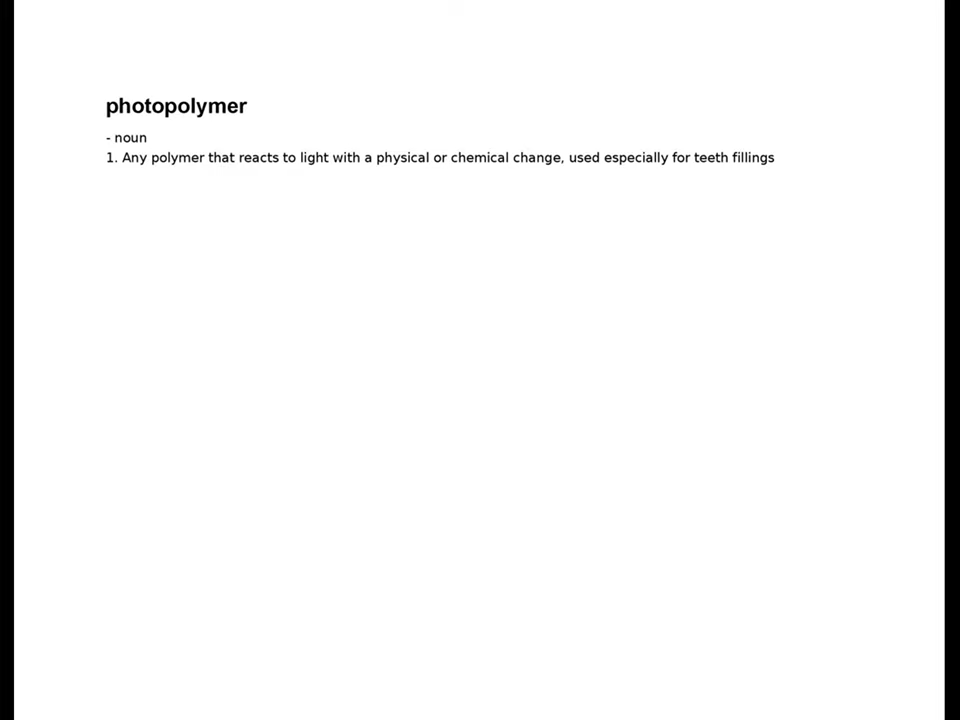 photopolymer
- noun
1. Any polymer that reacts to light with a physical or chemical change, used especially for teeth fillings